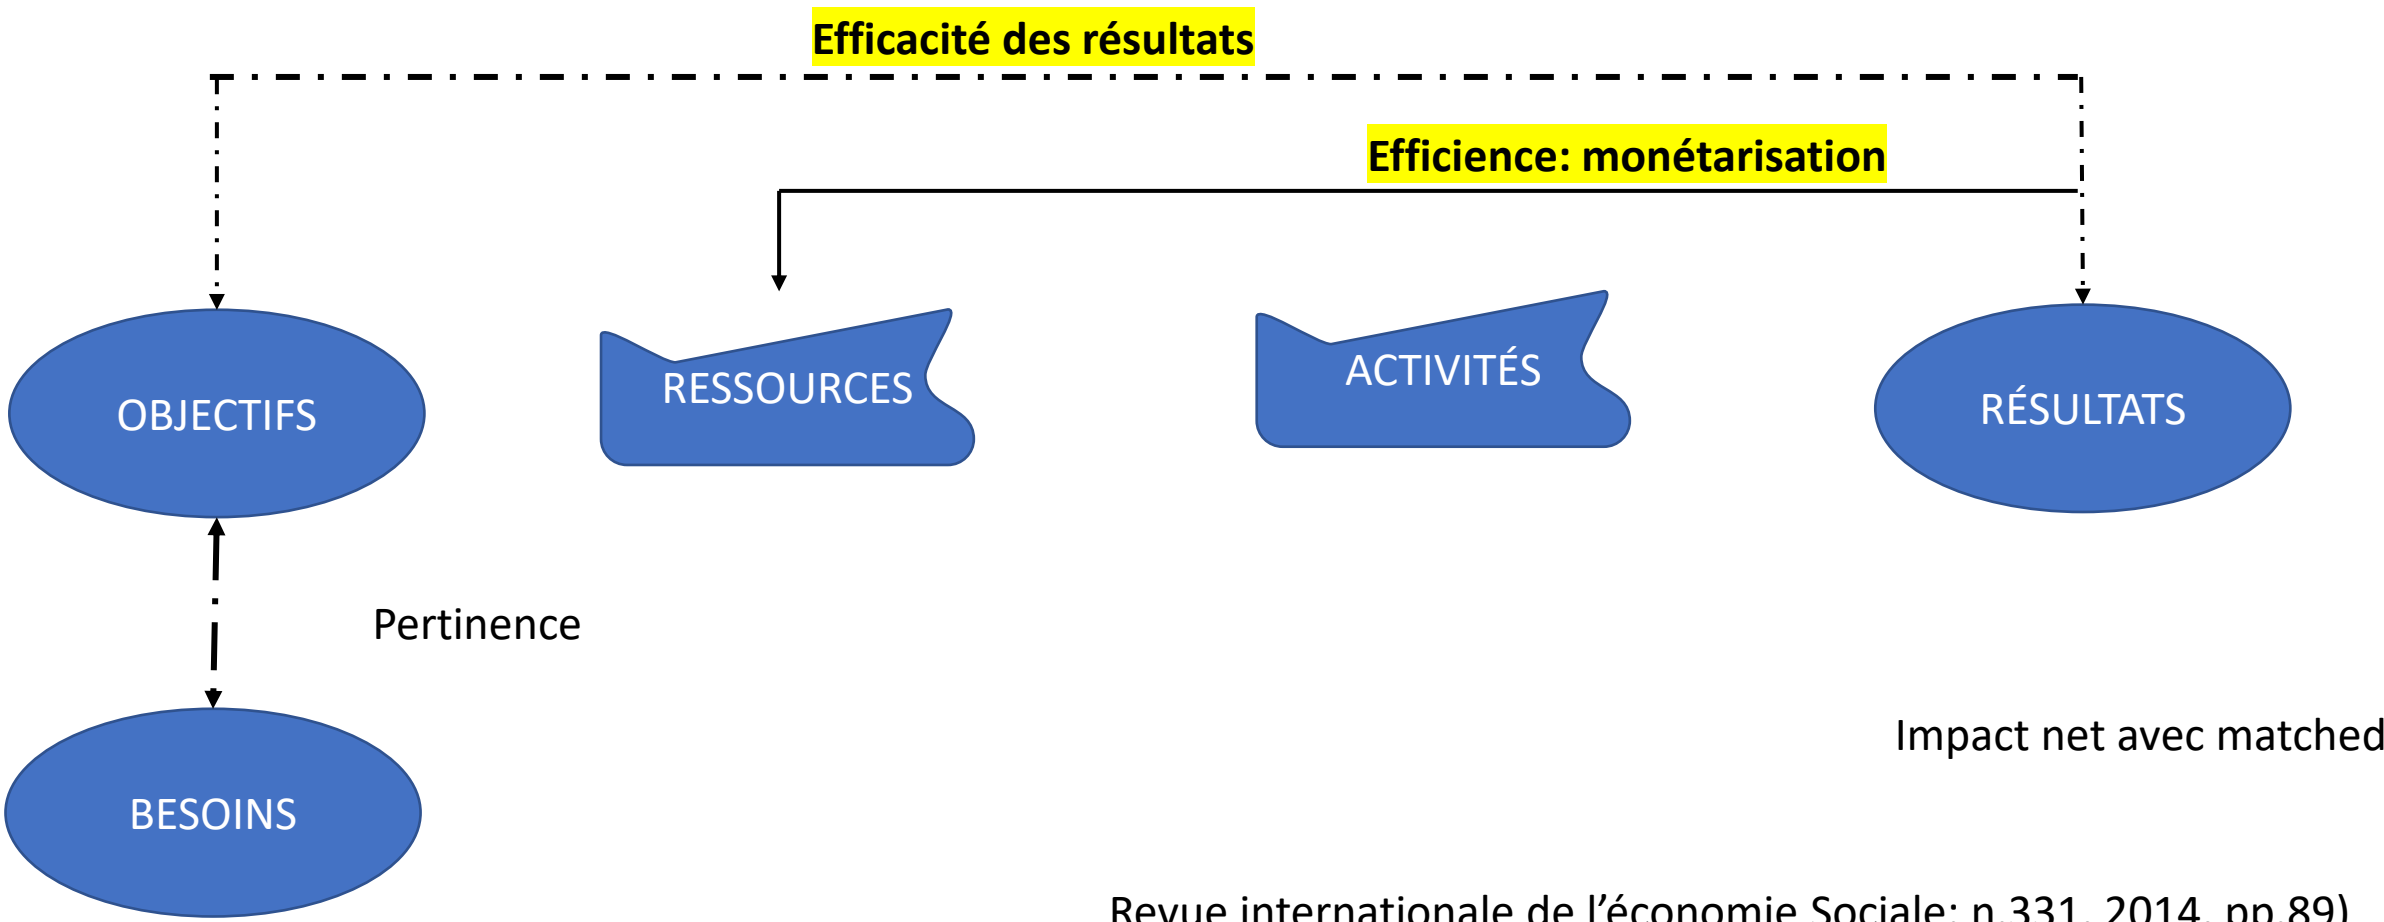 Efficacité des résultats
Efficience: monétarisation
OBJECTIFS
RESSOURCES
ACTIVITÉS
RÉSULTATS
Pertinence
Impact net avec matched
BESOINS
Revue internationale de l’économie Sociale; n.331, 2014, pp.89)